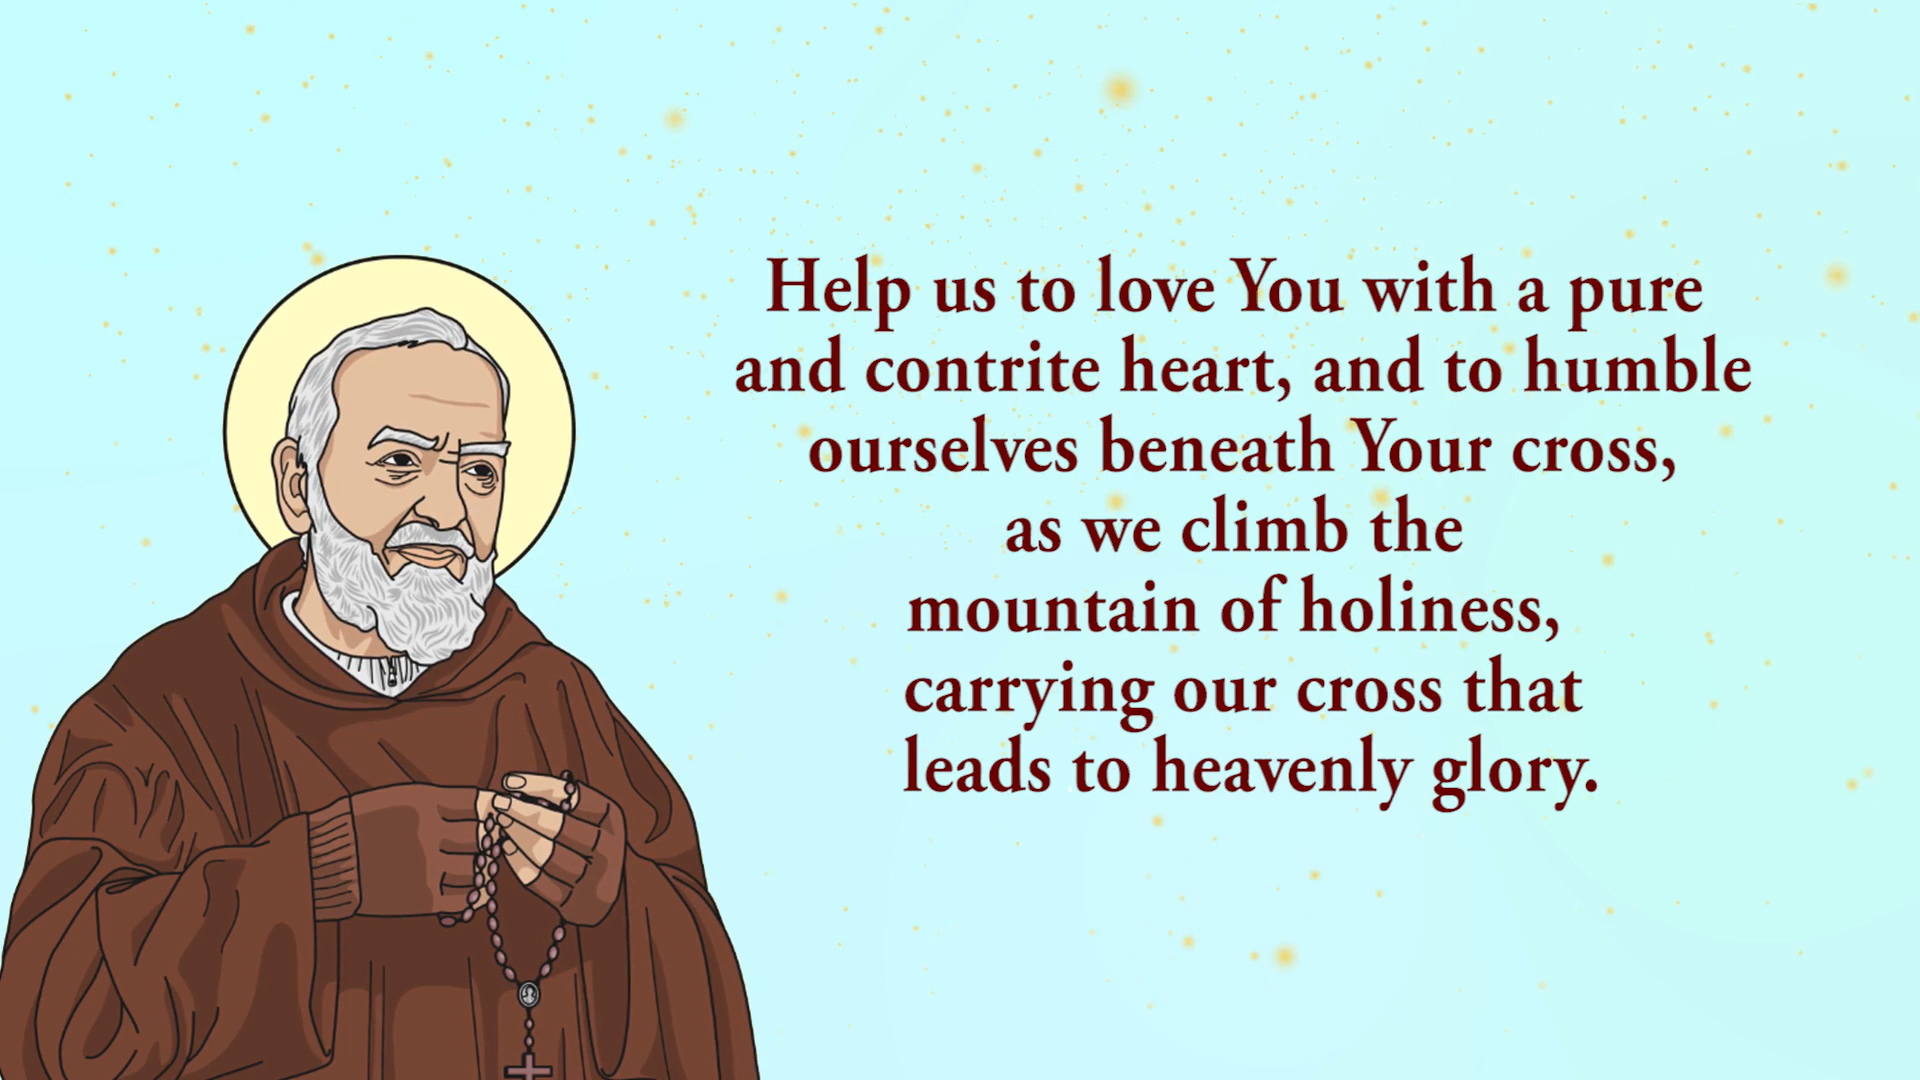 Help us to love You with a pure
and contrite heart, and to humble
ourselves beneath Your cross,
as we climb the
mountain of holiness,
carrying our cross that
leads to heavenly glory.